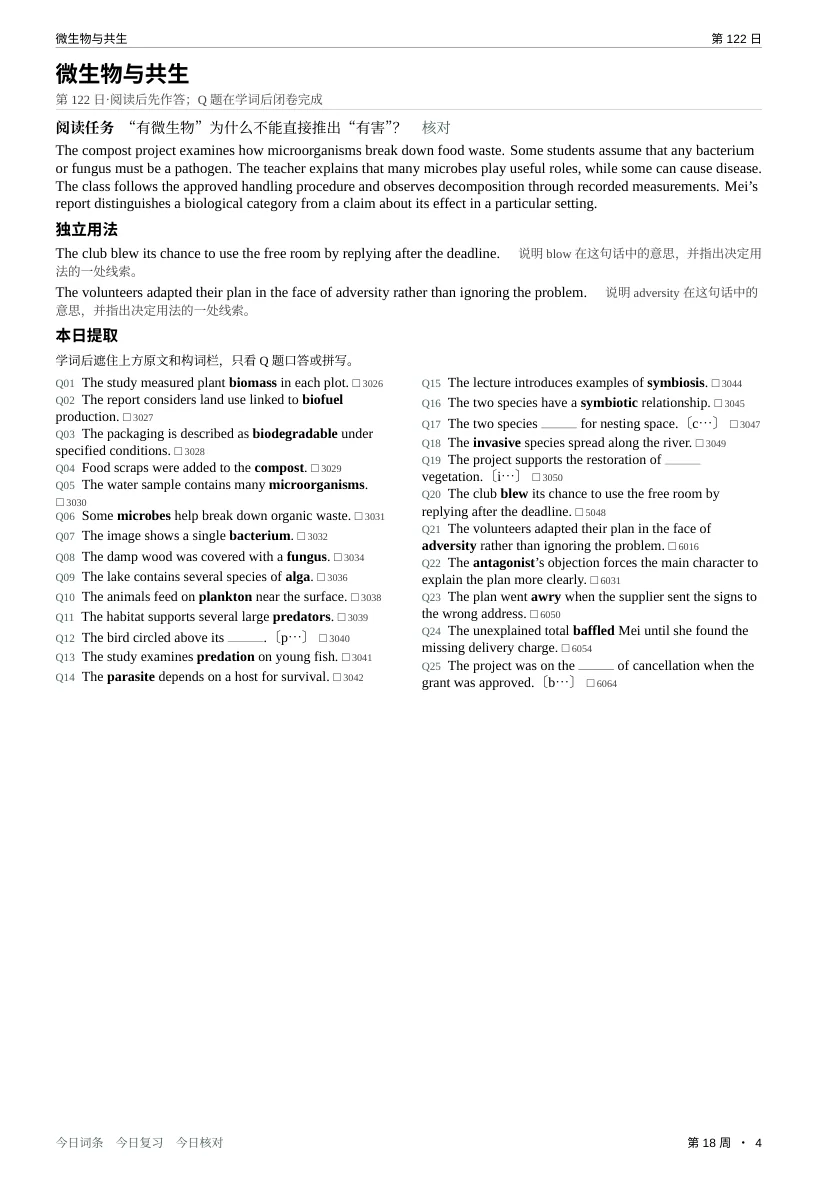 微生物与共生 第 122 日
微生物与共生
第 122 日·阅读后先作答；Q 题在学词后闭卷完成
阅读任务 “有微生物”为什么不能直接推出“有害”？ 核对
The compost project examines how microorganisms break down food waste. Some students assume that any bacterium
or fungus must be a pathogen. The teacher explains that many microbes play useful roles, while some can cause disease.
The class follows the approved handling procedure and observes decomposition through recorded measurements. Mei’s
report distinguishes a biological category from a claim about its effect in a particular setting.
独立用法
The club blew its chance to use the free room by replying after the deadline. 说明 blow 在这句话中的意思，并指出决定用
法的一处线索。
The volunteers adapted their plan in the face of adversity rather than ignoring the problem. 说明 adversity 在这句话中的
意思，并指出决定用法的一处线索。
本日提取
学词后遮住上方原文和构词栏，只看 Q 题口答或拼写。
Q01 The study measured plant biomass in each plot. □ 3026
Q02 The report considers land use linked to biofuel
production. □ 3027
Q03 The packaging is described as biodegradable under
specified conditions. □ 3028
Q04 Food scraps were added to the compost. □ 3029
Q05 The water sample contains many microorganisms.
□ 3030
Q06 Some microbes help break down organic waste. □ 3031
Q07 The image shows a single bacterium. □ 3032
Q08 The damp wood was covered with a fungus. □ 3034
Q09 The lake contains several species of alga. □ 3036
Q10 The animals feed on plankton near the surface. □ 3038
Q11 The habitat supports several large predators. □ 3039
Q12 The bird circled above its _____.〔p···〕 □ 3040
Q13 The study examines predation on young fish. □ 3041
Q14 The parasite depends on a host for survival. □ 3042
Q15 The lecture introduces examples of symbiosis. □ 3044
Q16 The two species have a symbiotic relationship. □ 3045
Q17 The two species _____ for nesting space.〔c···〕 □ 3047
Q18 The invasive species spread along the river. □ 3049
Q19 The project supports the restoration of _____
vegetation.〔i···〕 □ 3050
Q20 The club blew its chance to use the free room by
replying after the deadline. □ 5048
Q21 The volunteers adapted their plan in the face of
adversity rather than ignoring the problem. □ 6016
Q22 The antagonist’s objection forces the main character to
explain the plan more clearly. □ 6031
Q23 The plan went awry when the supplier sent the signs to
the wrong address. □ 6050
Q24 The unexplained total baffled Mei until she found the
missing delivery charge. □ 6054
Q25 The project was on the _____ of cancellation when the
grant was approved.〔b···〕 □ 6064
今日词条 今日复习 今日核对 第 18 周 · 4